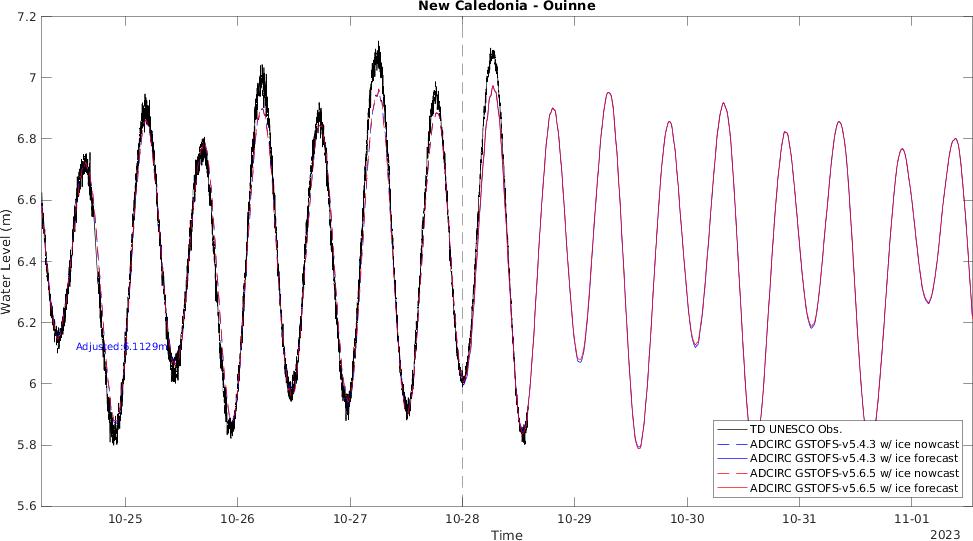 New Caledonia - Ouinne
7.2
7
6.8
6.6
6.4
6.2
6
5.8
5.6
Water Level (m)
Adjusted:6.1129m
TD UNESCO Obs.
ADCIRC GSTOFS-v5.4.3 w/ ice nowcast
ADCIRC GSTOFS-v5.4.3 w/ ice forecast
ADCIRC GSTOFS-v5.6.5 w/ ice nowcast
ADCIRC GSTOFS-v5.6.5 w/ ice forecast
10-25 10-26 10-27 10-28 10-29 10-30 10-31 11-01
Time
2023